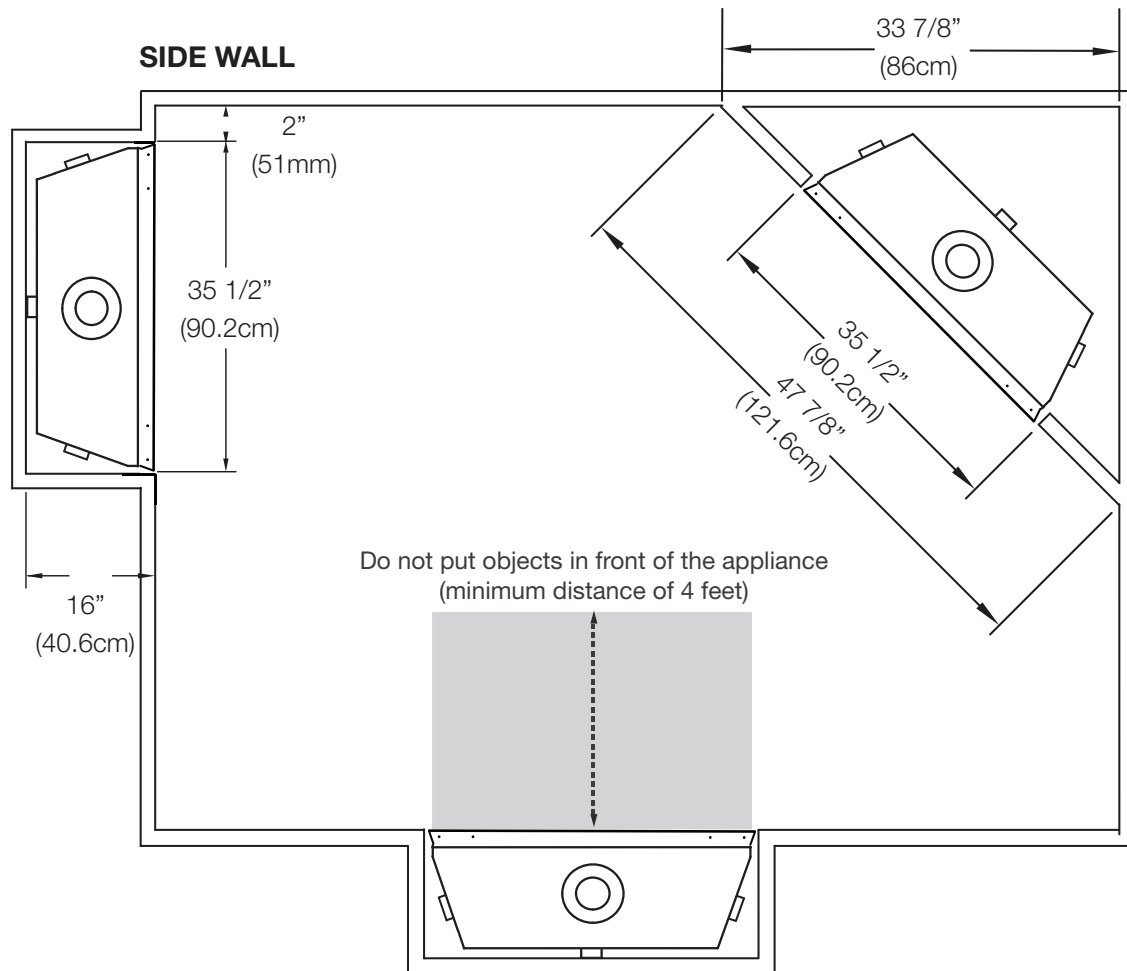 33 7/8”
(86cm)
SIDE WALL
2”
(51mm)
35 1/2”
(90.2cm)
35 1/2”
(90.2cm)
47 7/8”
(121.6cm)
Do not put objects in front of the appliance
(minimum distance of 4 feet)
16”
(40.6cm)